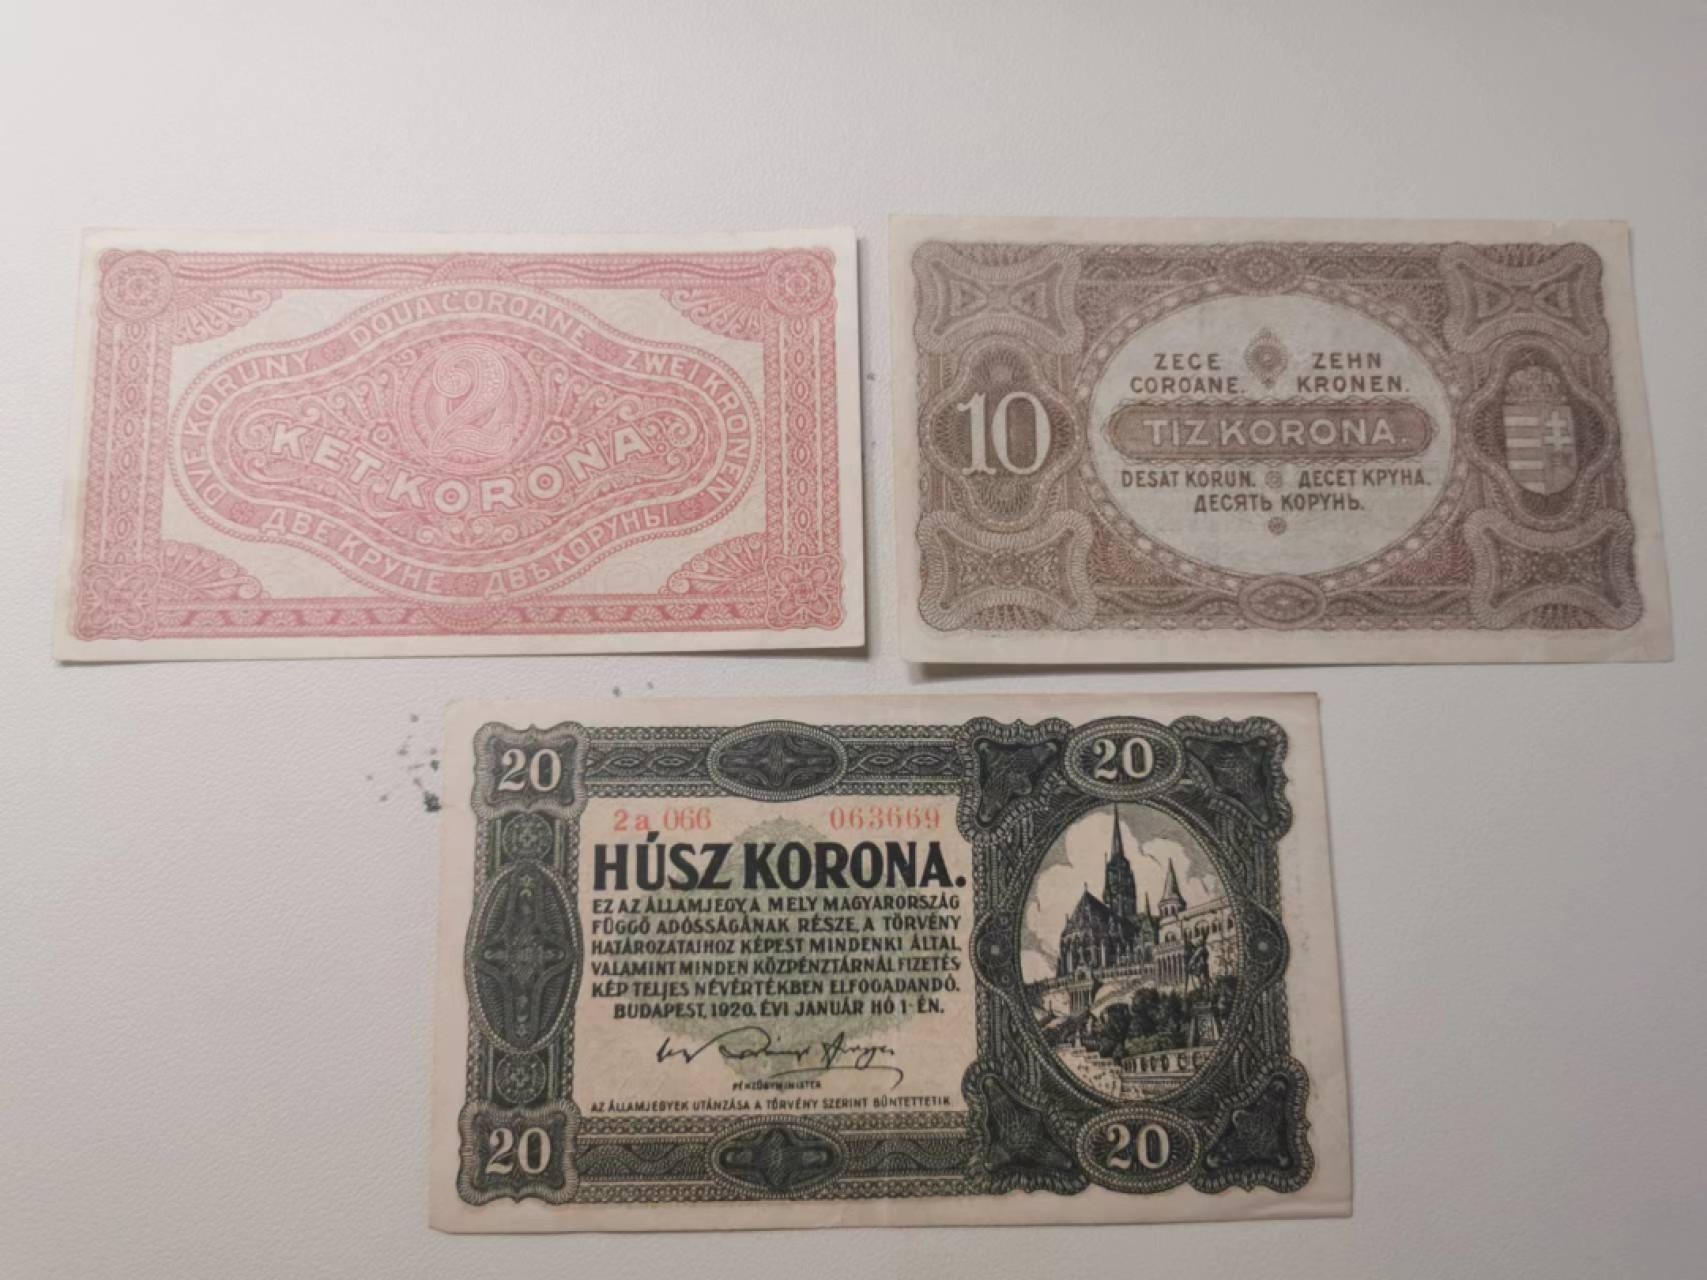 DVE KORUNY
DOUA COROANE
ZWEI KRONEN
2
KET KORONA
ДВЕ КРУНЕ
ДВѢ КОРУНЫ
ZECE ZEHN
COROANE. KRONEN.
10
TIZ KORONA.
DESAT KORUN. ДЕСЕТ КРУНА.
ДЕСЯТЬ КОРУНЬ.
20 20
2a 066 063669
HÚSZ KORONA.
EZ AZ ÁLLAMJEGY, A MELY MAGYARORSZÁG
FÜGGŐ ADÓSSÁGÁNAK RÉSZE, A TÖRVÉNY
HATÁROZATAIHOZ KÉPEST MINDENKI ÁLTAL,
VALAMINT MINDEN KÖZPÉNZTÁRNÁL FIZETÉS-
KÉP TELJES NÉVÉRTÉKBEN ELFOGADANDÓ.
BUDAPEST, 1920. ÉVI JANUÁR HÓ 1-ÉN.
PÉNZÜGYMINISTER
AZ ÁLLAMJEGYEK UTÁNZÁSA A TÖRVÉNY SZERINT BÜNTETTETIK
20 20